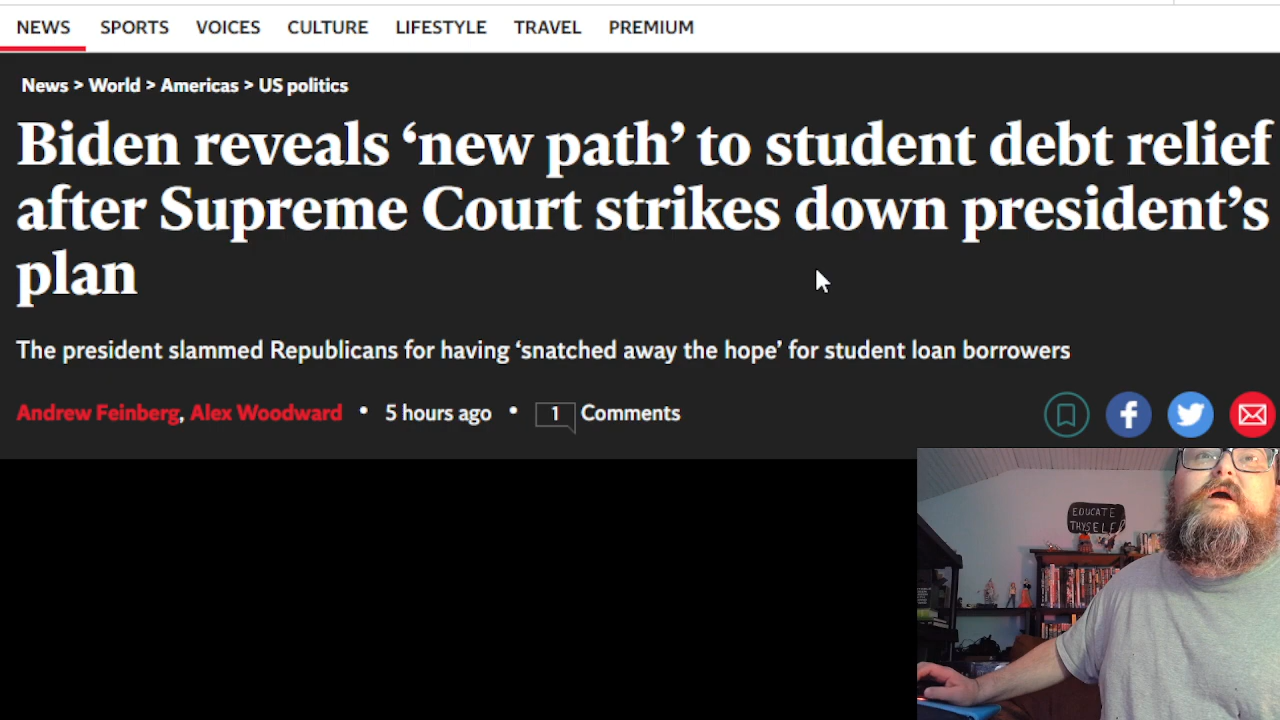 NEWS SPORTS VOICES CULTURE LIFESTYLE TRAVEL PREMIUM
News > World > Americas > US politics
Biden reveals ‘new path’ to student debt relief
after Supreme Court strikes down president’s
plan
The president slammed Republicans for having ‘snatched away the hope’ for student loan borrowers
Andrew Feinberg, Alex Woodward • 5 hours ago • 1 Comments
EDUCATE
THYSELF